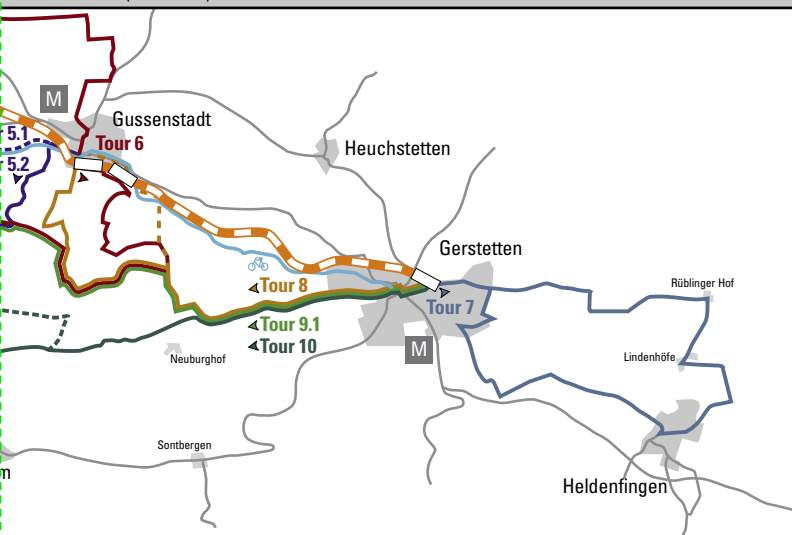 M
Gussenstadt
5.1
Tour 6
Heuchstetten
5.2
Gerstetten
Rüblinger Hof
Tour 8
Tour 7
Tour 9.1
Tour 10
M
Neuburghof
Lindenhöfe
Sontbergen
m
Heldenfingen